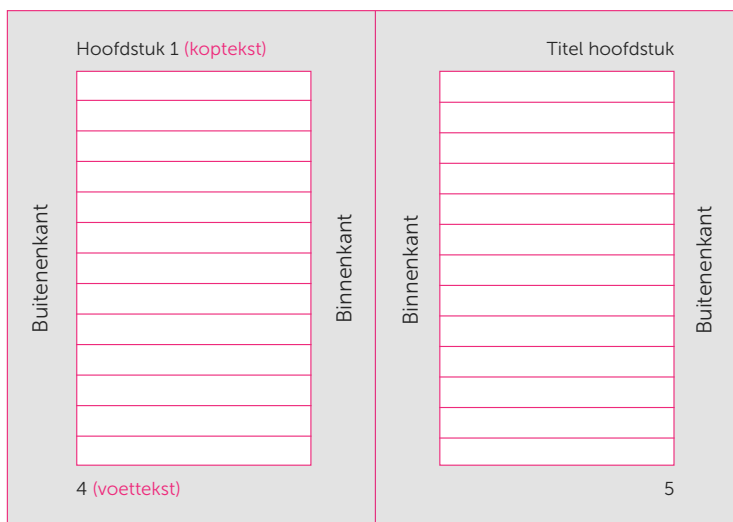 Hoofdstuk 1 (koptekst)
Buitenenkant
Binnenkant
4 (voettekst)
Titel hoofdstuk
Binnenkant
Buitenenkant
5